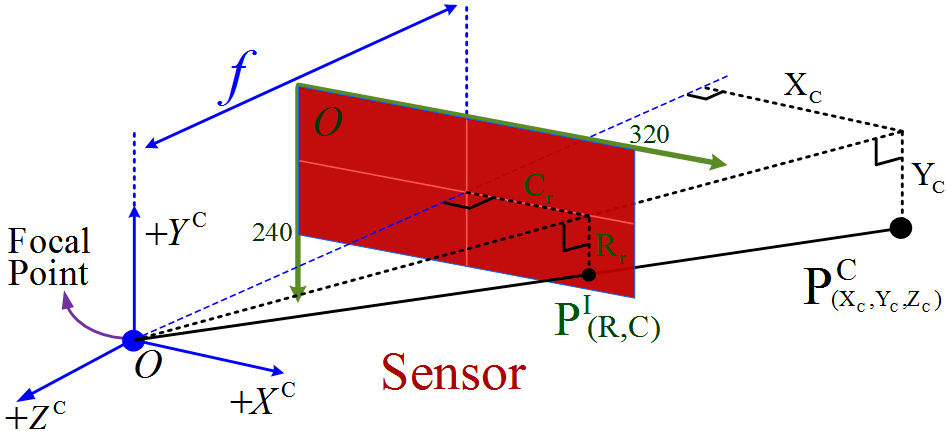 f
O
320
X_C
C_r
Y_C
240
R_r
+Y^C
Focal
Point
P^I_(R,C)
P^C_(X_C,Y_C,Z_C)
O
Sensor
+X^C
+Z^C